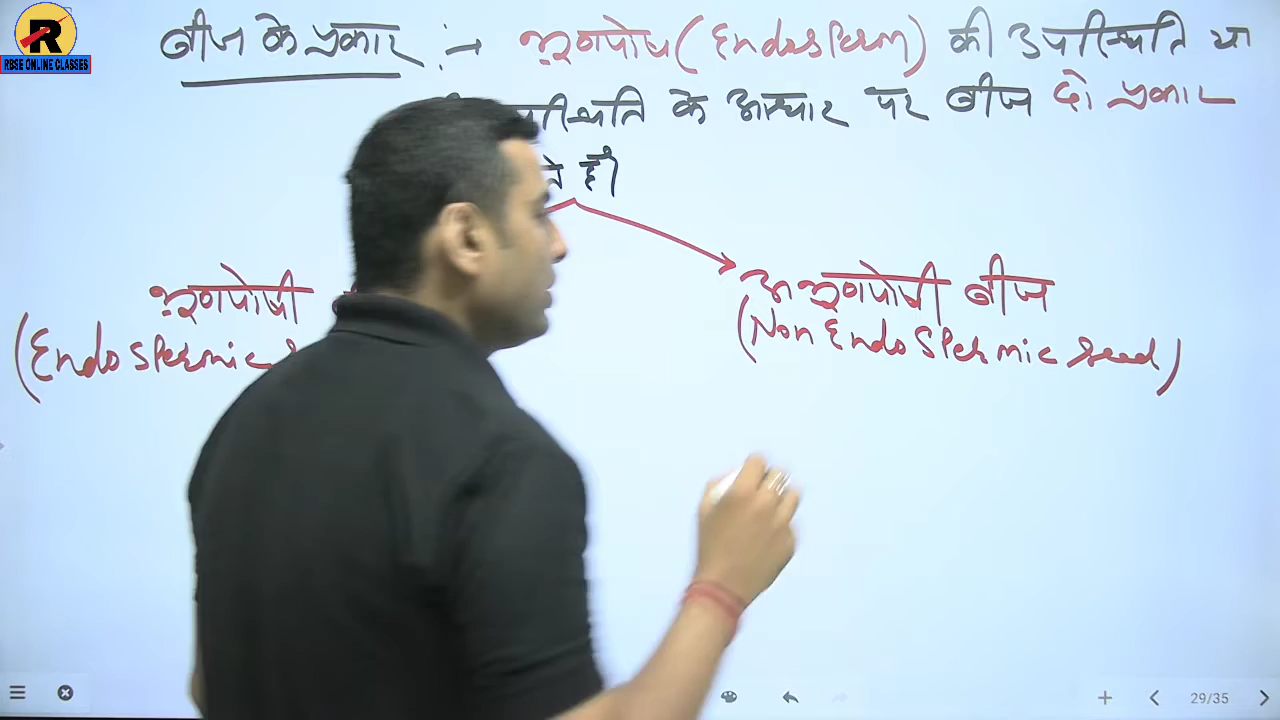 R
RBSE ONLINE CLASSES
बीज के प्रकार :→ भ्रूणपोष (Endosperm) की उपस्थिति या
पस्थिति के आधार पर बीज दो प्रकार
ते हैं।
भ्रूणपोषी
अभ्रूणपोषी बीज
(Endospermic
(Non Endospermic seed)
29/35